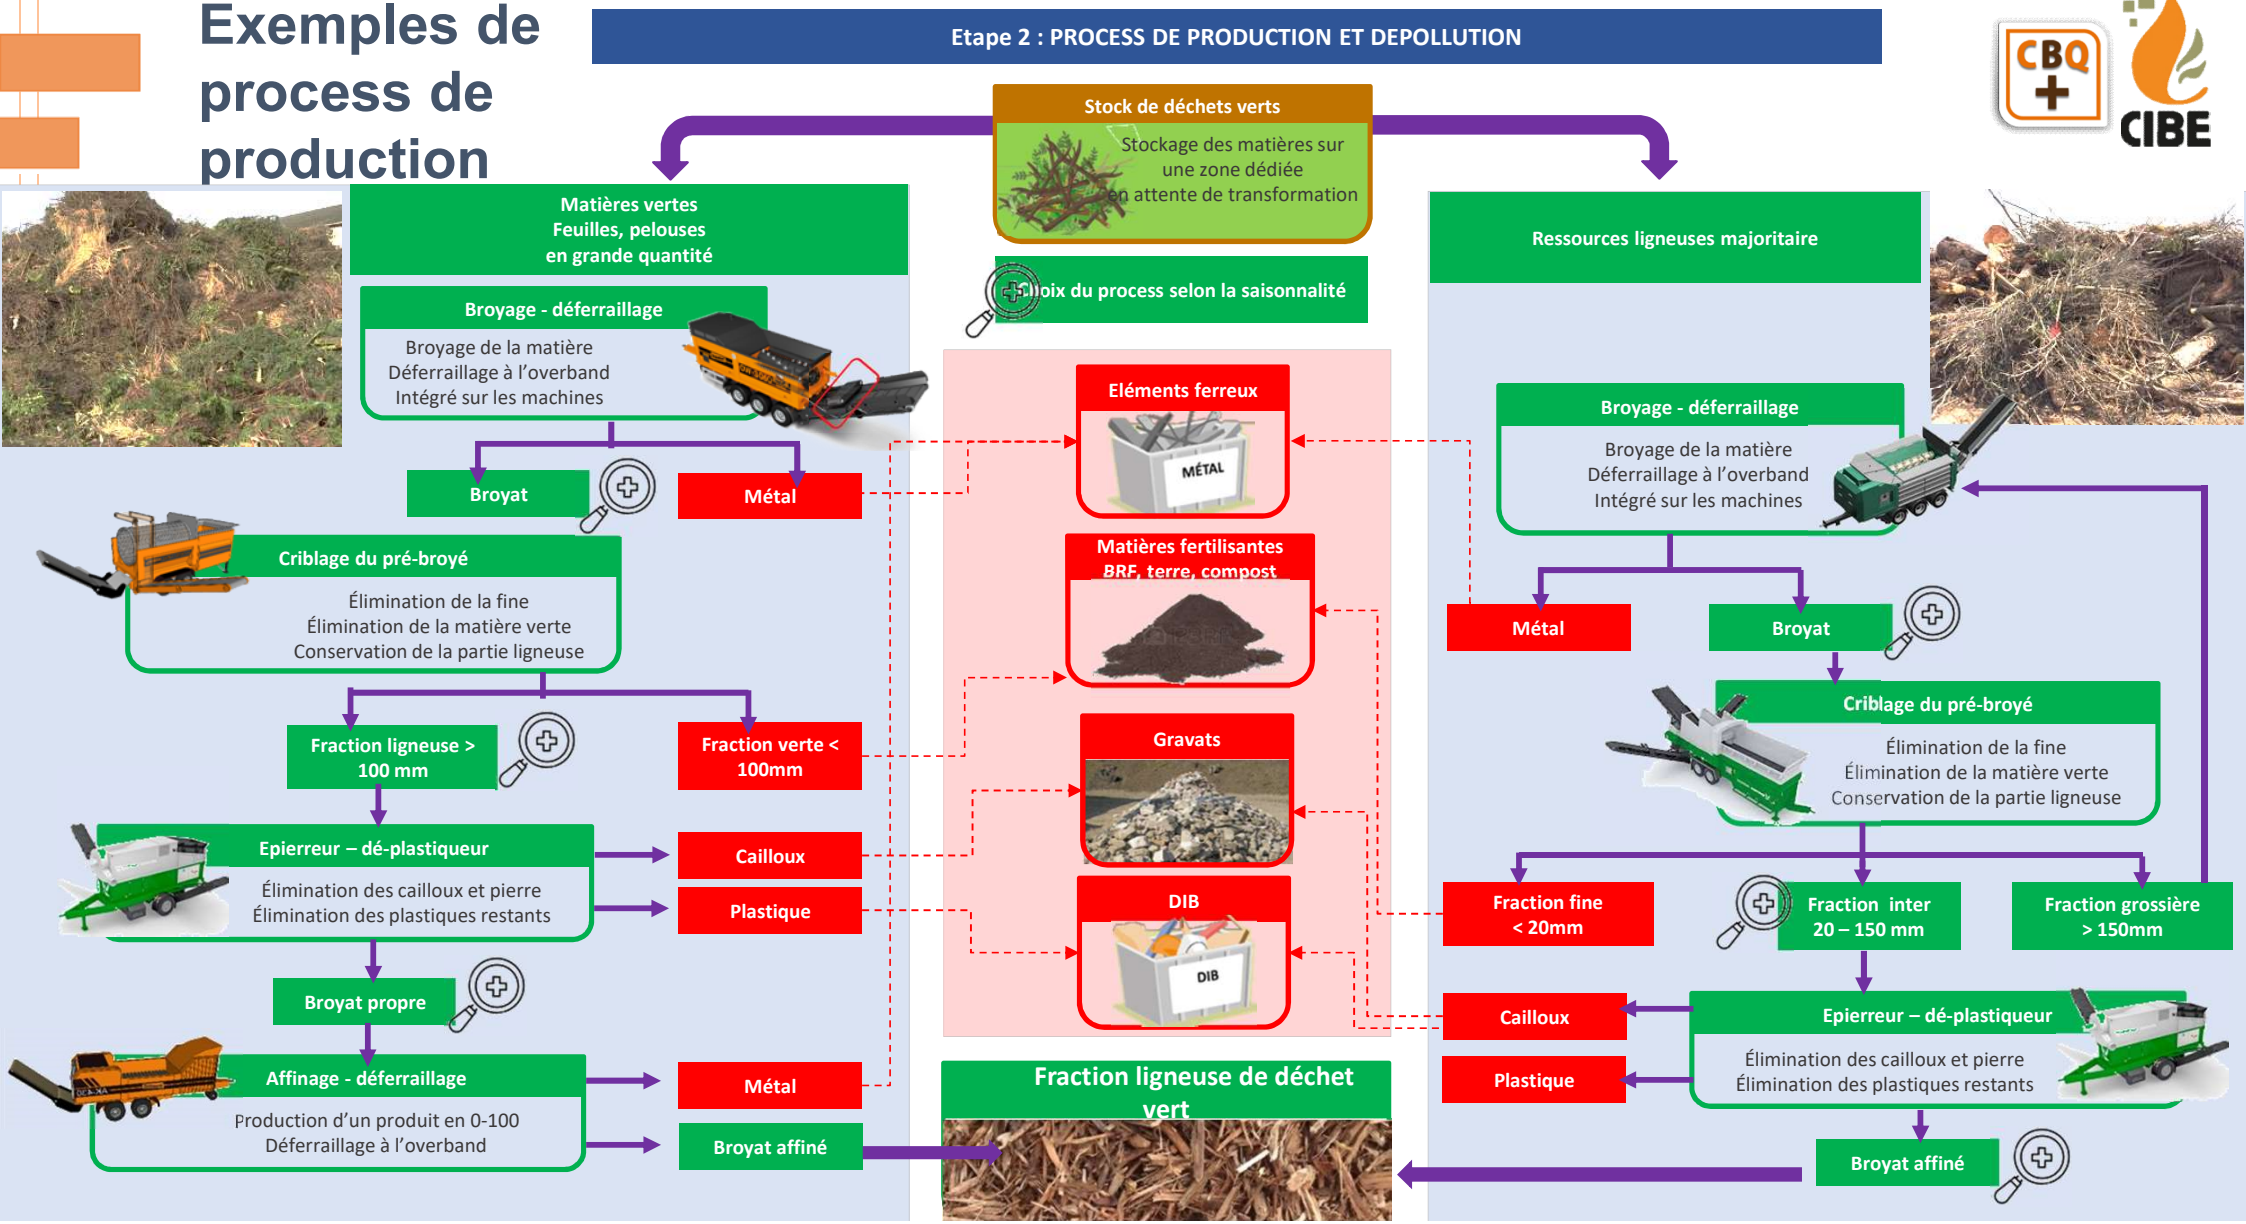 Exemples de
process de
production
Etape 2 : PROCESS DE PRODUCTION ET DEPOLLUTION
CBQ
+
CIBE
Stock de déchets verts
Stockage des matières sur
une zone dédiée
en attente de transformation
Matières vertes
Feuilles, pelouses
en grande quantité
Choix du process selon la saisonnalité
Ressources ligneuses majoritaire
Broyage - déferraillage
Broyage de la matière
Déferraillage à l'overband
Intégré sur les machines
Broyat
Métal
Criblage du pré-broyé
Élimination de la fine
Élimination de la matière verte
Conservation de la partie ligneuse
Fraction ligneuse >
100 mm
Fraction verte <
100mm
Epierreur – dé-plastiqueur
Élimination des cailloux et pierre
Élimination des plastiques restants
Cailloux
Plastique
Broyat propre
Affinage - déferraillage
Production d'un produit en 0-100
Déferraillage à l'overband
Métal
Broyat affiné
Eléments ferreux
MÉTAL
Matières fertilisantes
BRF, terre, compost
Gravats
DIB
DIB
Fraction ligneuse de déchet
vert
Broyage - déferraillage
Broyage de la matière
Déferraillage à l'overband
Intégré sur les machines
Métal
Broyat
Criblage du pré-broyé
Élimination de la fine
Élimination de la matière verte
Conservation de la partie ligneuse
Fraction fine
< 20mm
Fraction inter
20 – 150 mm
Fraction grossière
> 150mm
Cailloux
Plastique
Epierreur – dé-plastiqueur
Élimination des cailloux et pierre
Élimination des plastiques restants
Broyat affiné